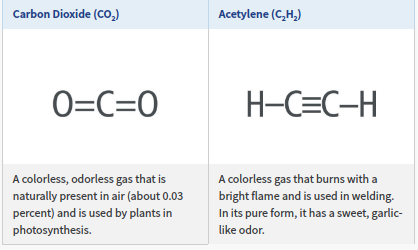 Carbon Dioxide (CO₂)
O=C=O
A colorless, odorless gas that is
naturally present in air (about 0.03
percent) and is used by plants in
photosynthesis.
Acetylene (C₂H₂)
H–C≡C–H
A colorless gas that burns with a
bright flame and is used in welding.
In its pure form, it has a sweet, garlic-
like odor.